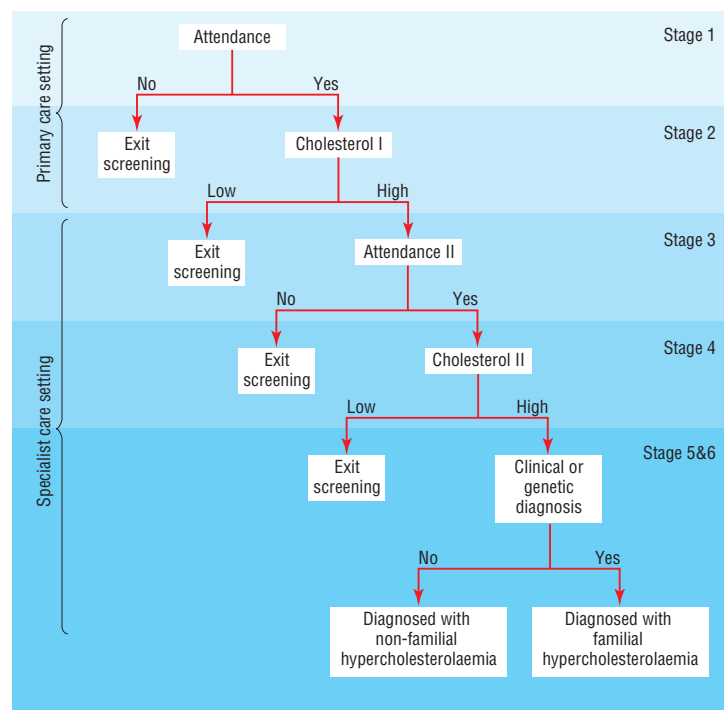 Attendance
Stage 1
No
Yes
Primary care setting
Exit
screening
Cholesterol I
Stage 2
Low
High
Exit
screening
Attendance II
Stage 3
No
Yes
Exit
screening
Cholesterol II
Stage 4
Specialist care setting
Low
High
Exit
screening
Clinical or
genetic
diagnosis
Stage 5&6
No
Yes
Diagnosed with
non-familial
hypercholesterolaemia
Diagnosed with
familial
hypercholesterolaemia